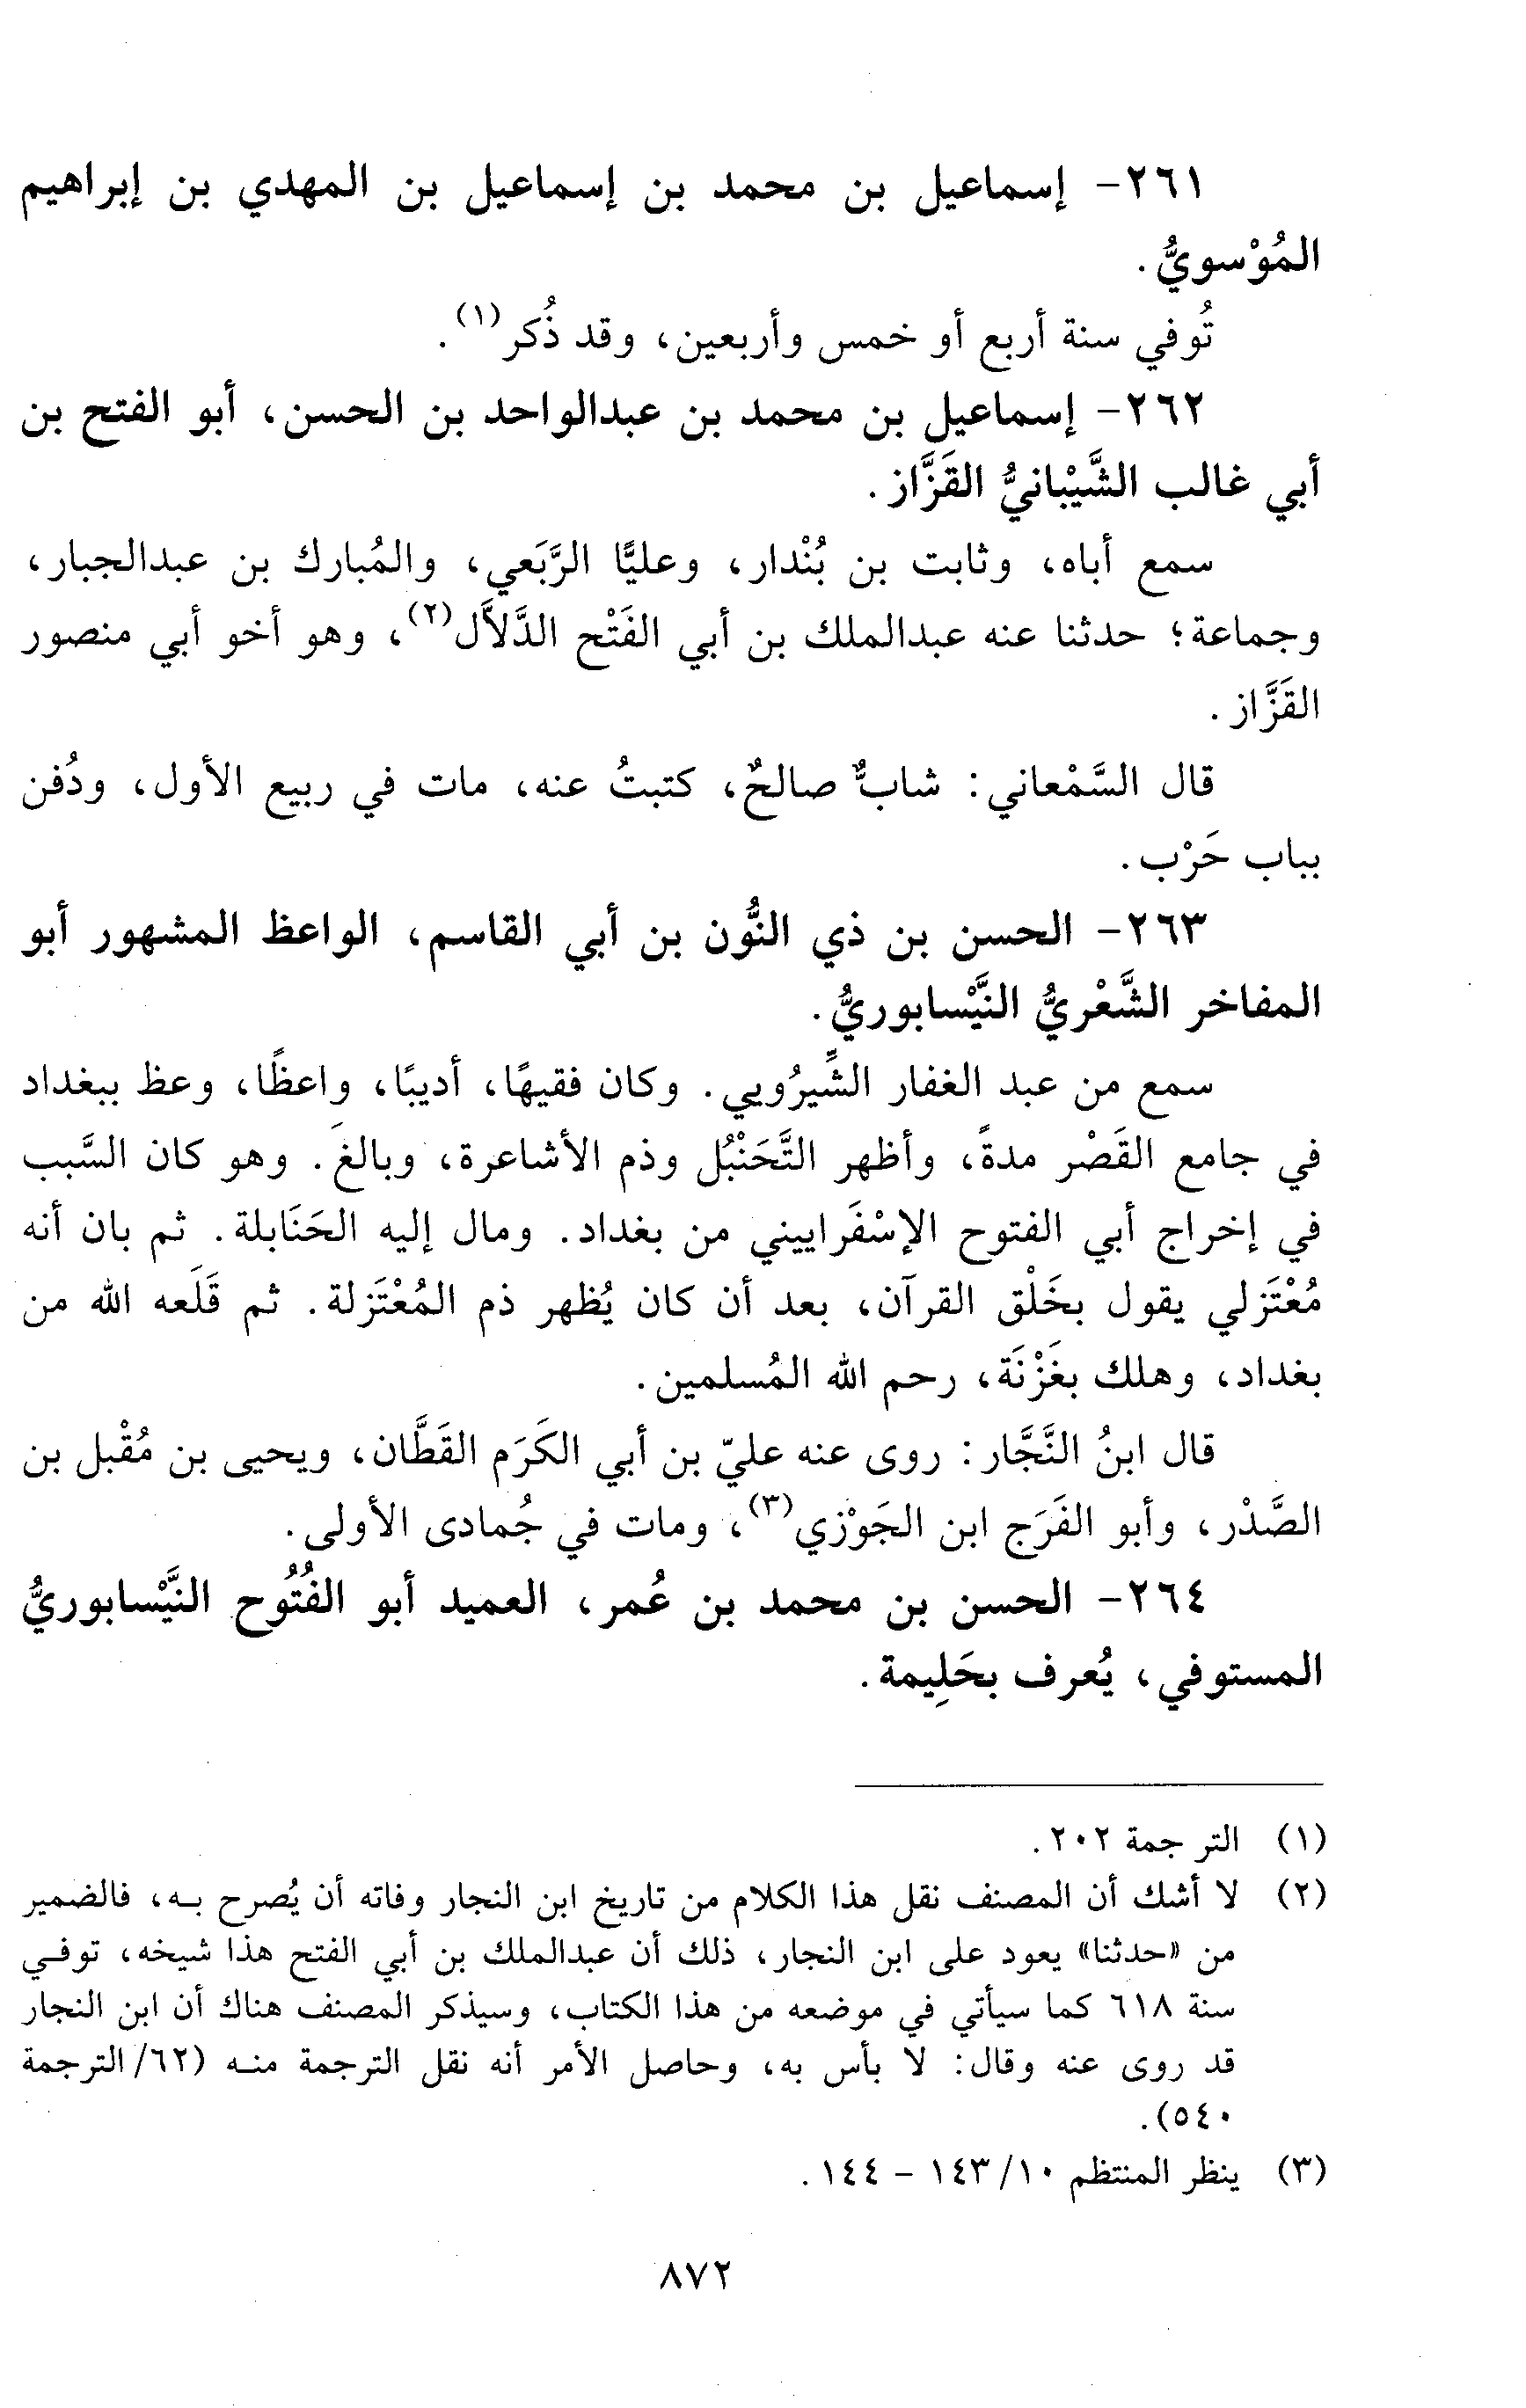 ٢٦١- إسماعيل بن محمد بن إسماعيل بن المهدي بن إبراهيم
المُوْسويُّ.
تُوفي سنة أربع أو خمس وأربعين، وقد ذُكر(١).
٢٦٢- إسماعيل بن محمد بن عبدالواحد بن الحسن، أبو الفتح بن
أبي غالب الشَّيْبانيُّ القَزَّاز.
سمع أباه، وثابت بن بُنْدار، وعليًّا الرَّبَعي، والمُبارك بن عبدالجبار،
وجماعة؛ حدثنا عنه عبدالملك بن أبي الفَتْح الدَّلاَّل(٢)، وهو أخو أبي منصور
القَزَّاز.
قال السَّمْعاني: شابٌّ صالحٌ، كتبتُ عنه، مات في ربيع الأول، ودُفن
بباب حَرْب.
٢٦٣- الحسن بن ذي النُّون بن أبي القاسم، الواعظ المشهور أبو
المفاخر الشَّعْريُّ النَّيْسابوريُّ.
سمع من عبد الغفار الشِّيرُويي. وكان فقيهًا، أديبًا، واعظًا، وعظ ببغداد
في جامع القَصْر مدةً، وأظهر التَّحَنْبُل وذم الأشاعرة، وبالغَ. وهو كان السَّبب
في إخراج أبي الفتوح الإسْفَراييني من بغداد. ومال إليه الحَنَابلة. ثم بان أنه
مُعْتَزلي يقول بخَلْق القرآن، بعد أن كان يُظهر ذم المُعْتَزلة. ثم قَلَعه الله من
بغداد، وهلك بغَزْنَة، رحم الله المُسلمين.
قال ابنُ النَّجَّار: روى عنه عليّ بن أبي الكَرَم القَطَّان، ويحيى بن مُقْبل بن
الصَّدْر، وأبو الفَرَج ابن الجَوْزي(٣)، ومات في جُمادى الأولى.
٢٦٤- الحسن بن محمد بن عُمر، العميد أبو الفُتُوح النَّيْسابوريُّ
المستوفي، يُعرف بحَلِيمة.
(١) الترجمة ٢٠٢.
(٢) لا أشك أن المصنف نقل هذا الكلام من تاريخ ابن النجار وفاته أن يُصرح بـه، فالضمير
من «حدثنا» يعود على ابن النجار، ذلك أن عبدالملك بن أبي الفتح هذا شيخه، توفـي
سنة ٦١٨ كما سيأتي في موضعه من هذا الكتاب، وسيذكر المصنف هناك أن ابن النجار
قد روى عنه وقال: لا بأس به، وحاصل الأمر أنه نقل الترجمة منـه (٦٢/الترجمة
٥٤٠).
(٣) ينظر المنتظم ١٠/ ١٤٣ - ١٤٤.
٨٧٢